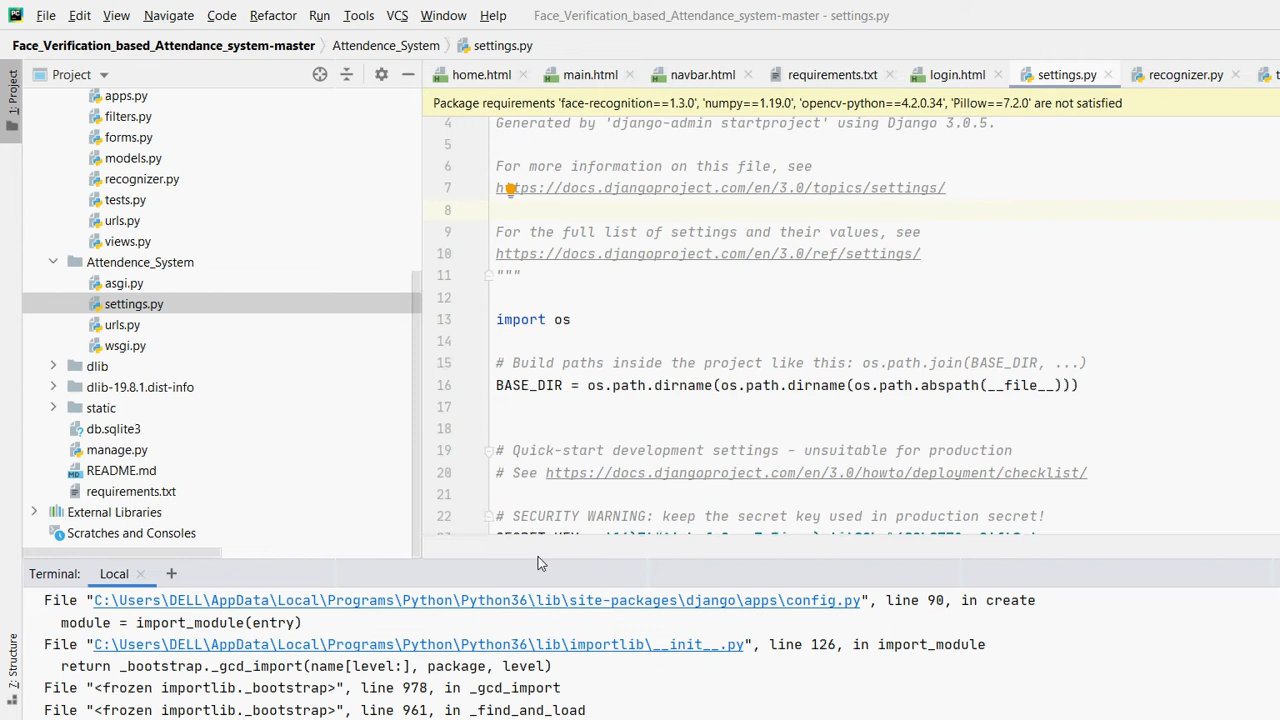 File Edit View Navigate Code Refactor Run Tools VCS Window Help Face_Verification_based_Attendance_system-master - settings.py
Face_Verification_based_Attendance_system-master Attendence_System settings.py
1: Project
7: Structure
Project
home.html main.html navbar.html requirements.txt login.html settings.py recognizer.py
Package requirements 'face-recognition==1.3.0', 'numpy==1.19.0', 'opencv-python==4.2.0.34', 'Pillow==7.2.0' are not satisfied
apps.py
filters.py
forms.py
models.py
recognizer.py
tests.py
urls.py
views.py
Attendence_System
asgi.py
settings.py
urls.py
wsgi.py
dlib
dlib-19.8.1.dist-info
static
db.sqlite3
manage.py
README.md
requirements.txt
External Libraries
Scratches and Consoles
4 Generated by 'django-admin startproject' using Django 3.0.5.
5
6 For more information on this file, see
7 https://docs.djangoproject.com/en/3.0/topics/settings/
8
9 For the full list of settings and their values, see
10 https://docs.djangoproject.com/en/3.0/ref/settings/
11 """
12
13 import os
14
15 # Build paths inside the project like this: os.path.join(BASE_DIR, ...)
16 BASE_DIR = os.path.dirname(os.path.dirname(os.path.abspath(__file__)))
17
18
19 # Quick-start development settings - unsuitable for production
20 # See https://docs.djangoproject.com/en/3.0/howto/deployment/checklist/
21
22 # SECURITY WARNING: keep the secret key used in production secret!
Terminal: Local +
File "C:\Users\DELL\AppData\Local\Programs\Python\Python36\lib\site-packages\django\apps\config.py", line 90, in create
module = import_module(entry)
File "C:\Users\DELL\AppData\Local\Programs\Python\Python36\lib\importlib\__init__.py", line 126, in import_module
return _bootstrap._gcd_import(name[level:], package, level)
File "<frozen importlib._bootstrap>", line 978, in _gcd_import
File "<frozen importlib._bootstrap>", line 961, in _find_and_load